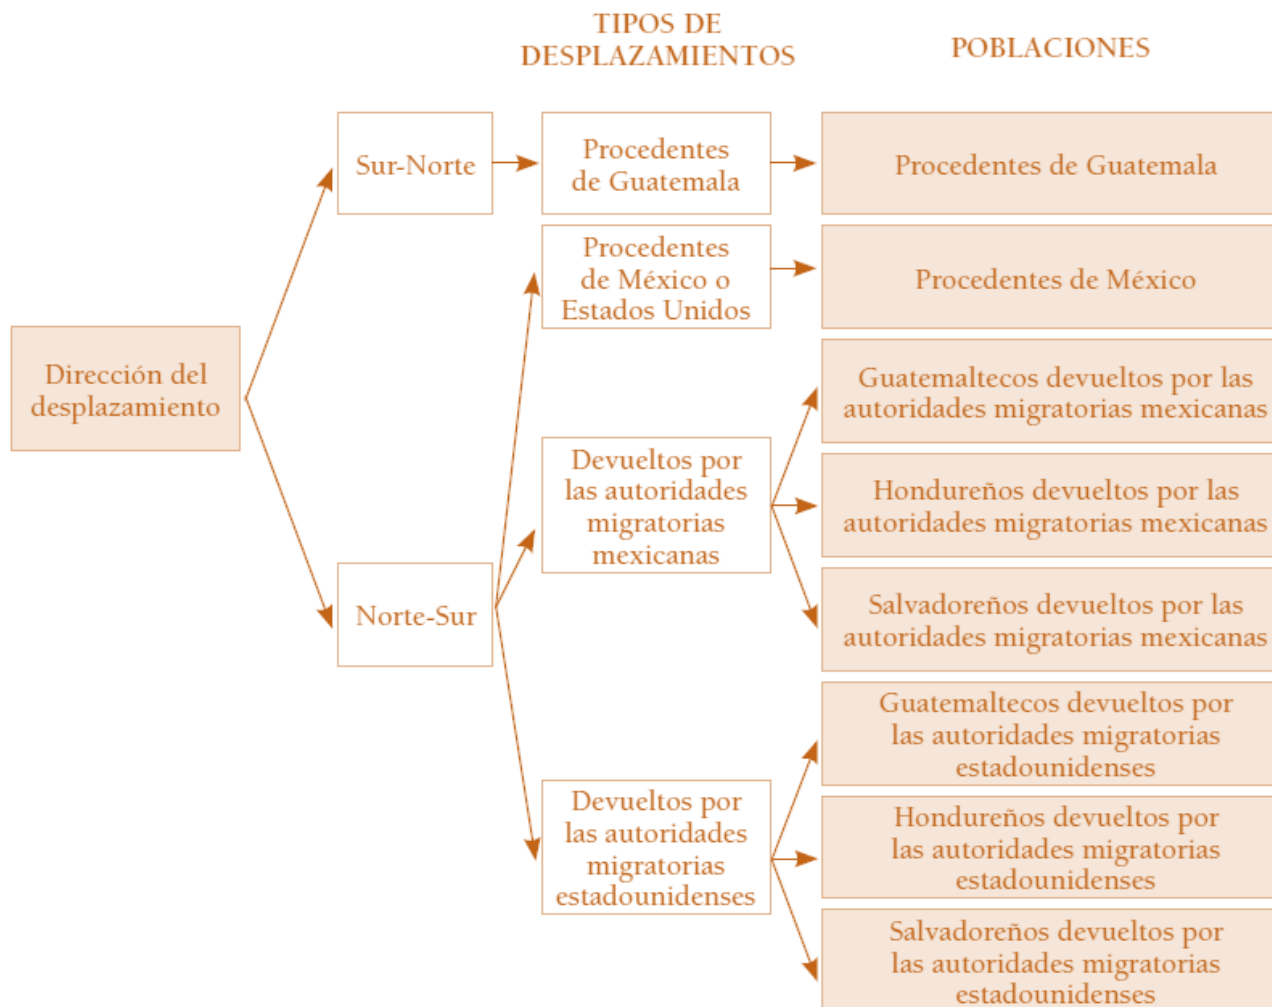 TIPOS DE
DESPLAZAMIENTOS
POBLACIONES
Dirección del
desplazamiento
Sur-Norte
Procedentes
de Guatemala
Procedentes de Guatemala
Norte-Sur
Procedentes
de México o
Estados Unidos
Procedentes de México
Devueltos por
las autoridades
migratorias
mexicanas
Guatemaltecos devueltos por las
autoridades migratorias mexicanas
Hondureños devueltos por las
autoridades migratorias mexicanas
Salvadoreños devueltos por las
autoridades migratorias mexicanas
Devueltos por
las autoridades
migratorias
estadounidenses
Guatemaltecos devueltos por
las autoridades migratorias
estadounidenses
Hondureños devueltos por
las autoridades migratorias
estadounidenses
Salvadoreños devueltos por
las autoridades migratorias
estadounidenses